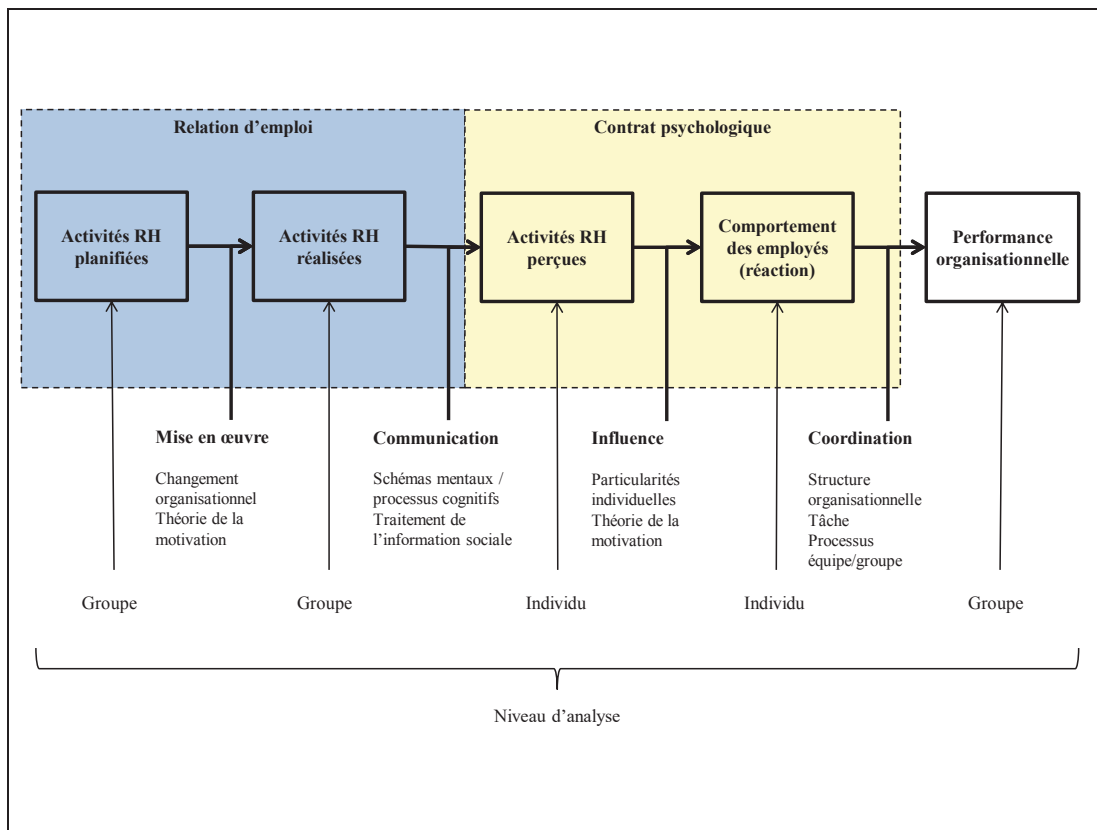 Relation d’emploi
Contrat psychologique
Activités RH
planifiées
Activités RH
réalisées
Activités RH
perçues
Comportement
des employés
(réaction)
Performance
organisationnelle
Mise en œuvre
Changement
organisationnel
Théorie de la
motivation
Communication
Schémas mentaux /
processus cognitifs
Traitement de
l’information sociale
Influence
Particularités
individuelles
Théorie de la
motivation
Coordination
Structure
organisationnelle
Tâche
Processus
équipe/groupe
Groupe
Groupe
Individu
Individu
Groupe
Niveau d’analyse